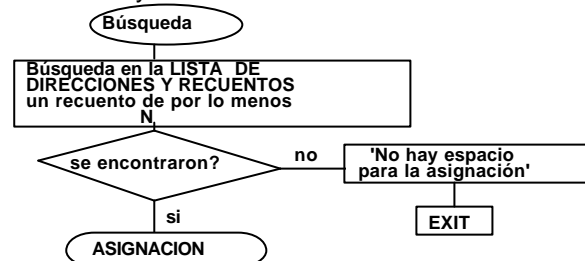 Búsqueda
Búsqueda en la LISTA DE
DIRECCIONES Y RECUENTOS
un recuento de por lo menos
N
se encontraron?
no
'No hay espacio
para la asignación'
si
EXIT
ASIGNACION